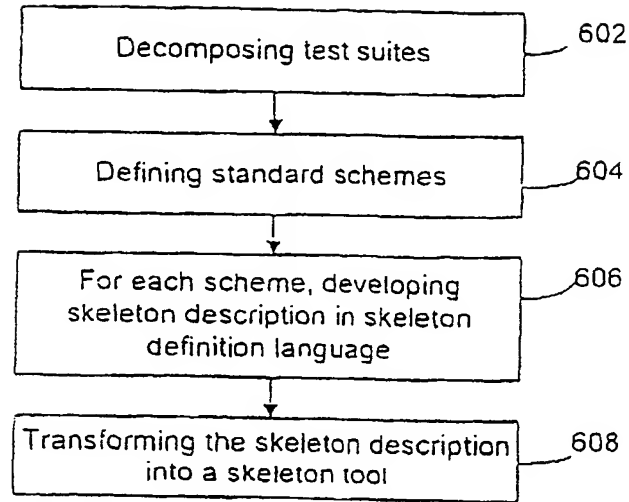 Decomposing test suites
602
Defining standard schemes
604
For each scheme, developing
skeleton description in skeleton
definition language
606
Transforming the skeleton description
into a skeleton tool
608